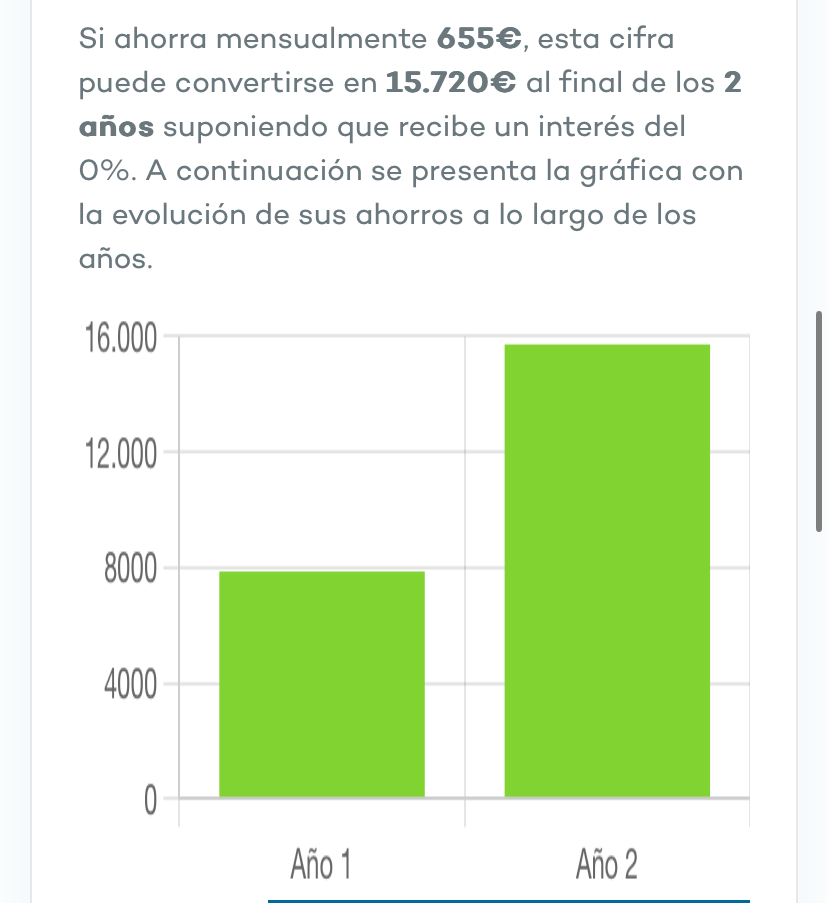 Si ahorra mensualmente 655€, esta cifra
puede convertirse en 15.720€ al final de los 2
años suponiendo que recibe un interés del
0%. A continuación se presenta la gráfica con
la evolución de sus ahorros a lo largo de los
años.
16.000
12.000
8000
4000
0
Año 1
Año 2